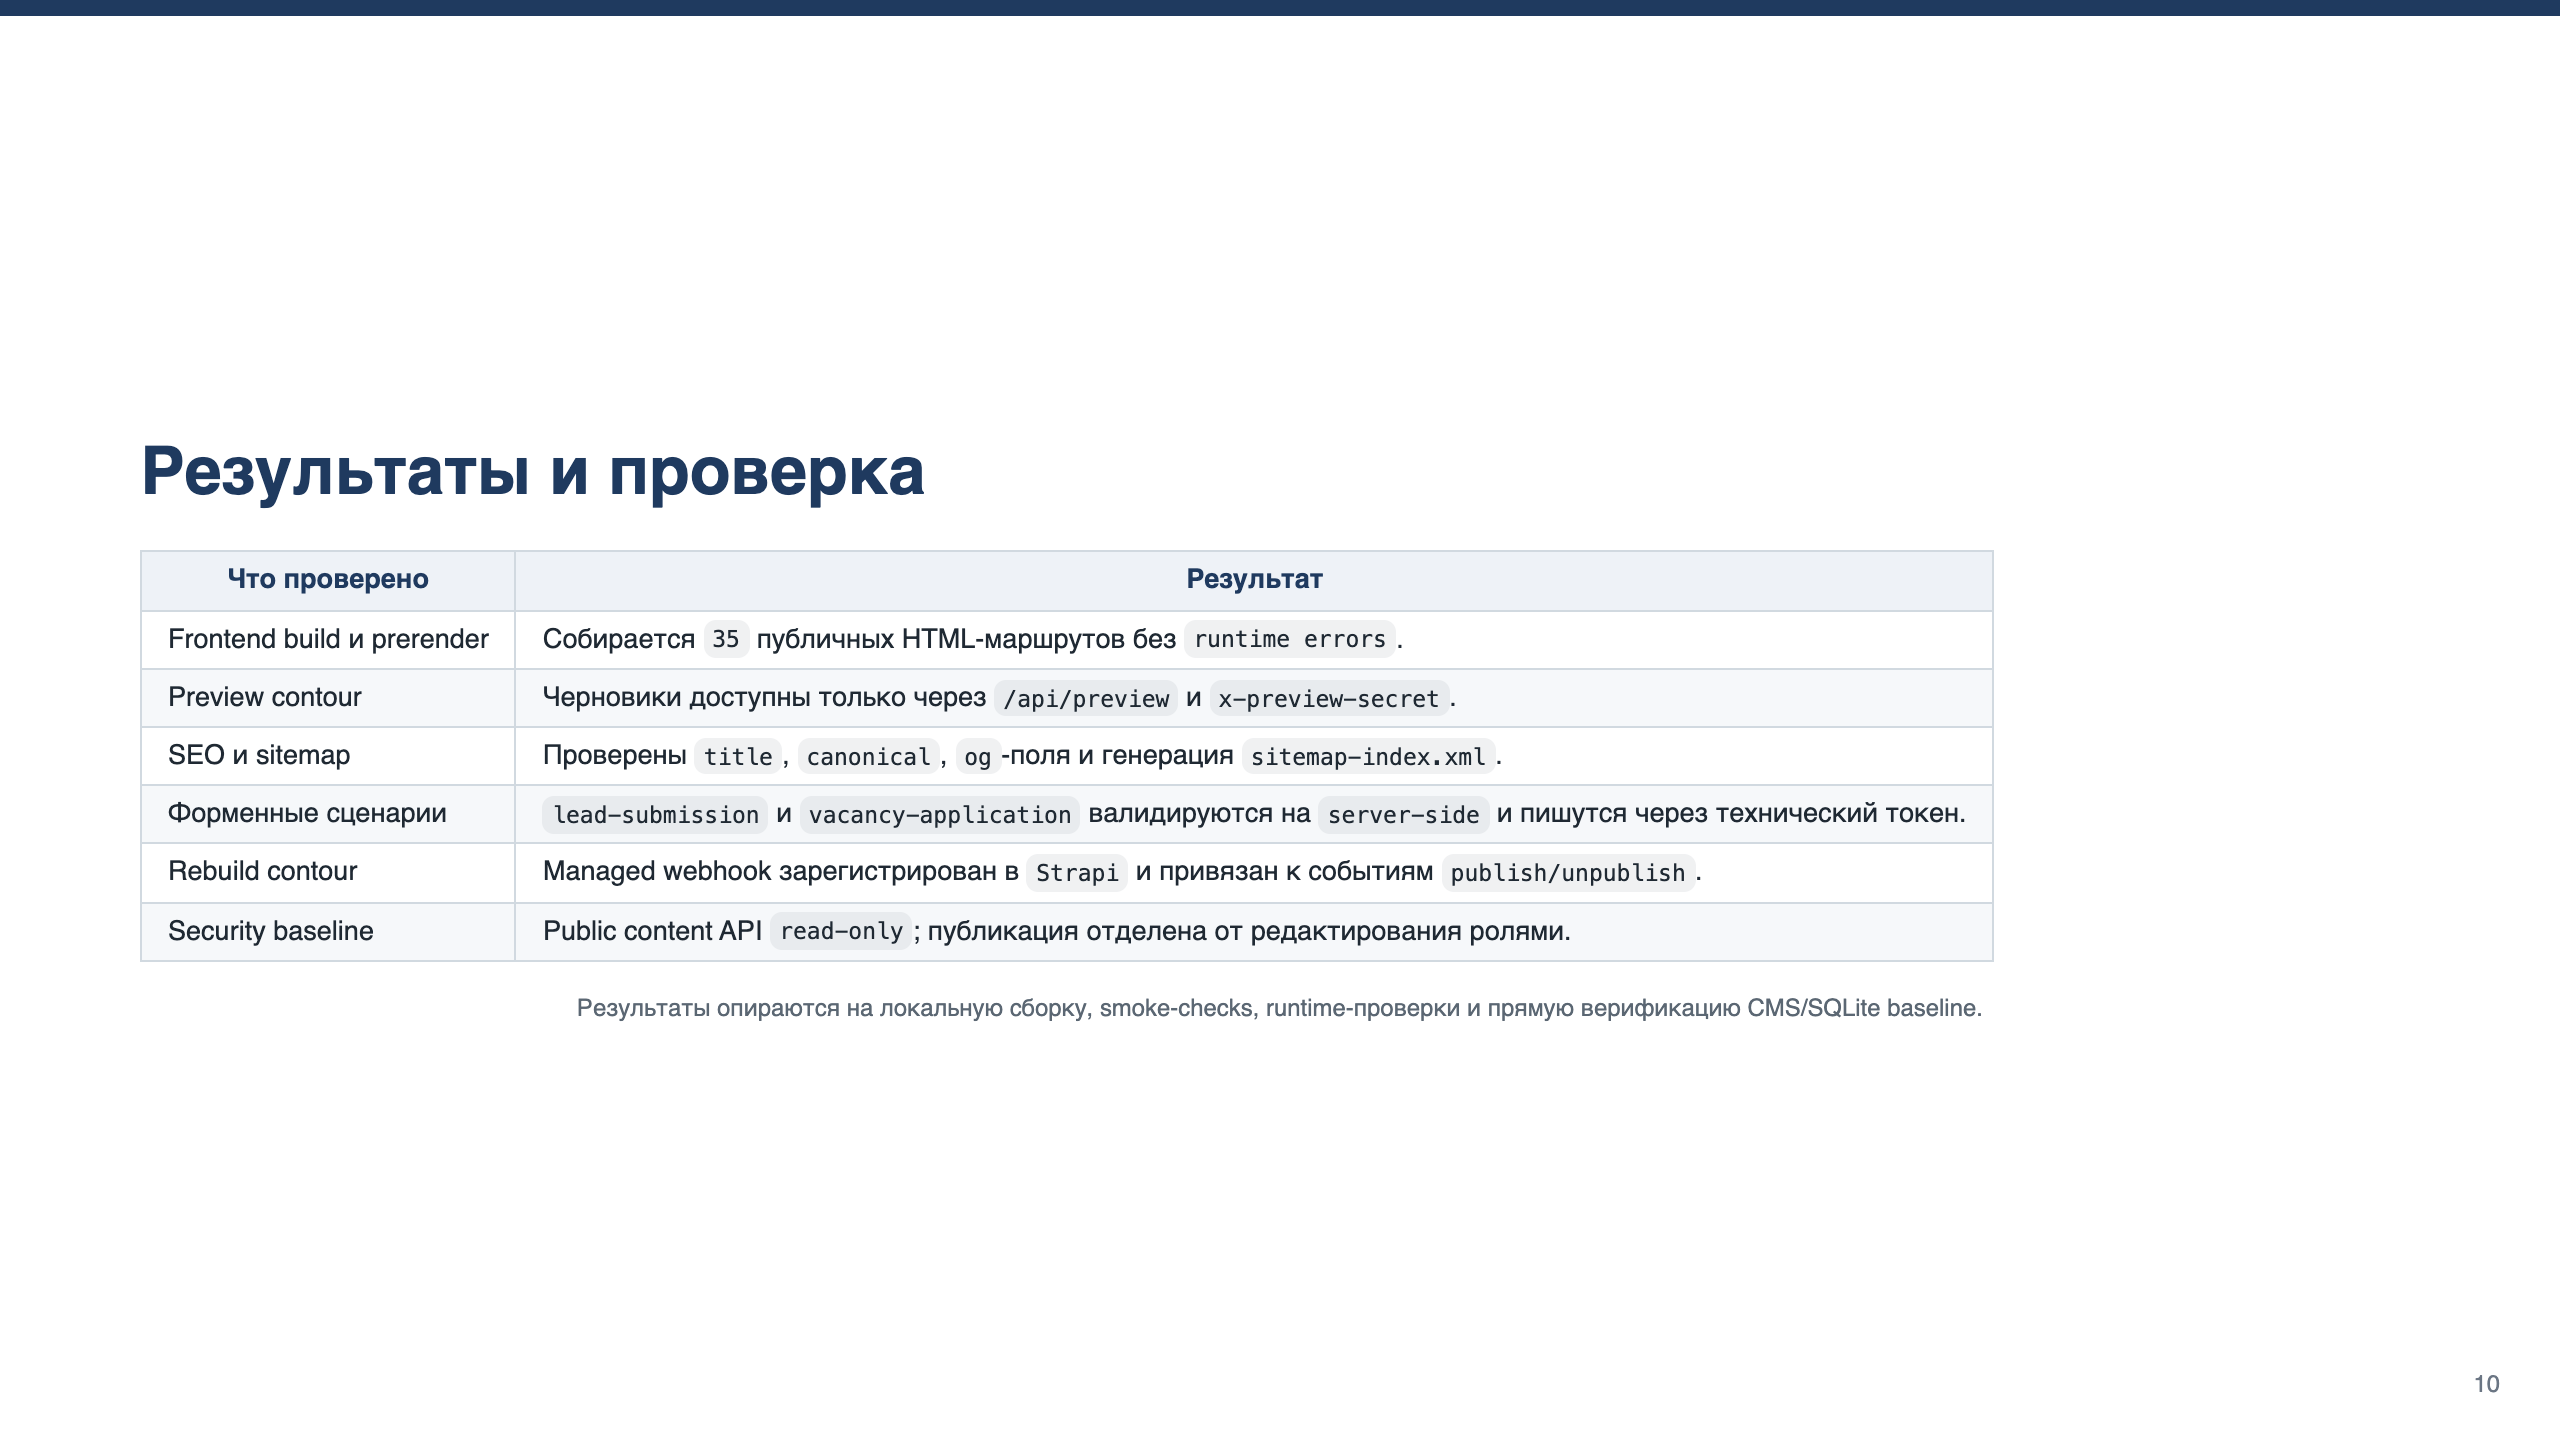 Результаты и проверка
Что проверено Результат
Frontend build и prerender Собирается 35 публичных HTML-маршрутов без runtime errors.
Preview contour Черновики доступны только через /api/preview и x-preview-secret.
SEO и sitemap Проверены title, canonical, og-поля и генерация sitemap-index.xml.
Форменные сценарии lead-submission и vacancy-application валидируются на server-side и пишутся через технический токен.
Rebuild contour Managed webhook зарегистрирован в Strapi и привязан к событиям publish/unpublish.
Security baseline Public content API read-only; публикация отделена от редактирования ролями.
Результаты опираются на локальную сборку, smoke-checks, runtime-проверки и прямую верификацию CMS/SQLite baseline.
10